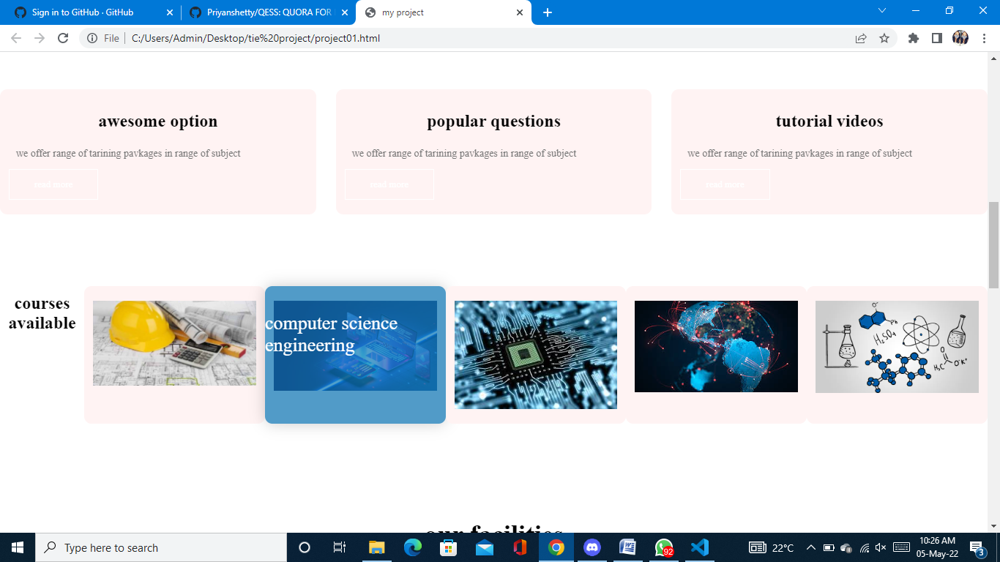 Sign in to GitHub · GitHub
Priyanshetty/QESS: QUORA FOR
my project
File
C:/Users/Admin/Desktop/tie%20project/project01.html
awesome option
popular questions
tutorial videos
we offer range of tarining pavkages in range of subject
we offer range of tarining pavkages in range of subject
we offer range of tarining pavkages in range of subject
read more
read more
read more
courses
available
computer science
engineering
H₂SO₄
Ph
O⁻
O
H₃C
O⁻K⁺
our facilities
Type here to search
92
22°C
10:26 AM
05-May-22
3